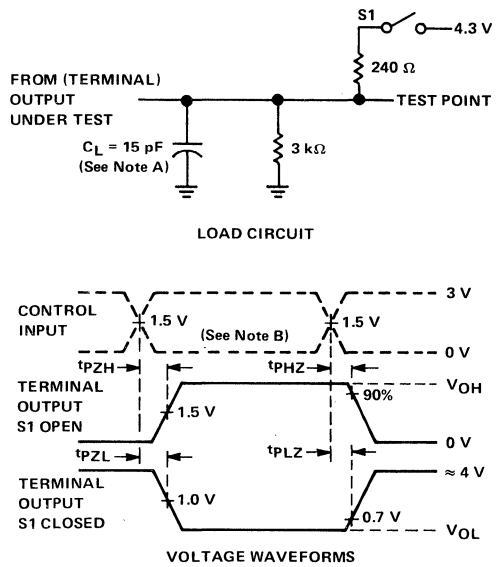 S1
4.3 V
240 Ω
FROM (TERMINAL)
OUTPUT
UNDER TEST
TEST POINT
CL = 15 pF
(See Note A)
3 kΩ
LOAD CIRCUIT
CONTROL
INPUT
1.5 V
(See Note B)
1.5 V
3 V
0 V
tPZH
tPHZ
TERMINAL
OUTPUT
S1 OPEN
1.5 V
90%
VOH
0 V
tPZL
tPLZ
TERMINAL
OUTPUT
S1 CLOSED
1.0 V
0.7 V
≈ 4 V
VOL
VOLTAGE WAVEFORMS